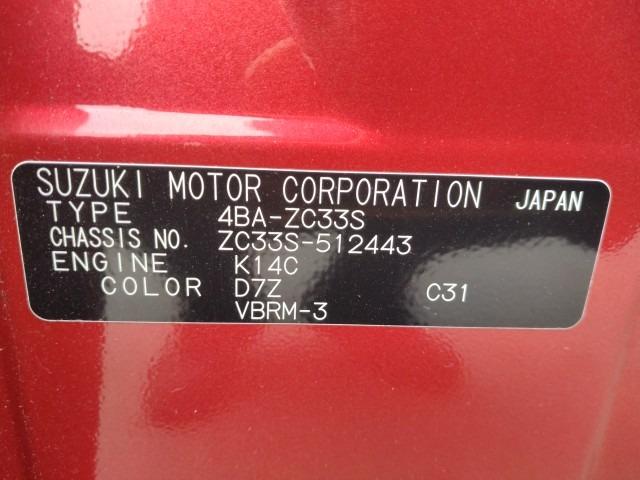 SUZUKI MOTOR CORPORATION JAPAN
TYPE 4BA-ZC33S
CHASSIS NO. ZC33S-512443
ENGINE K14C
COLOR D7Z C31
VBRM-3